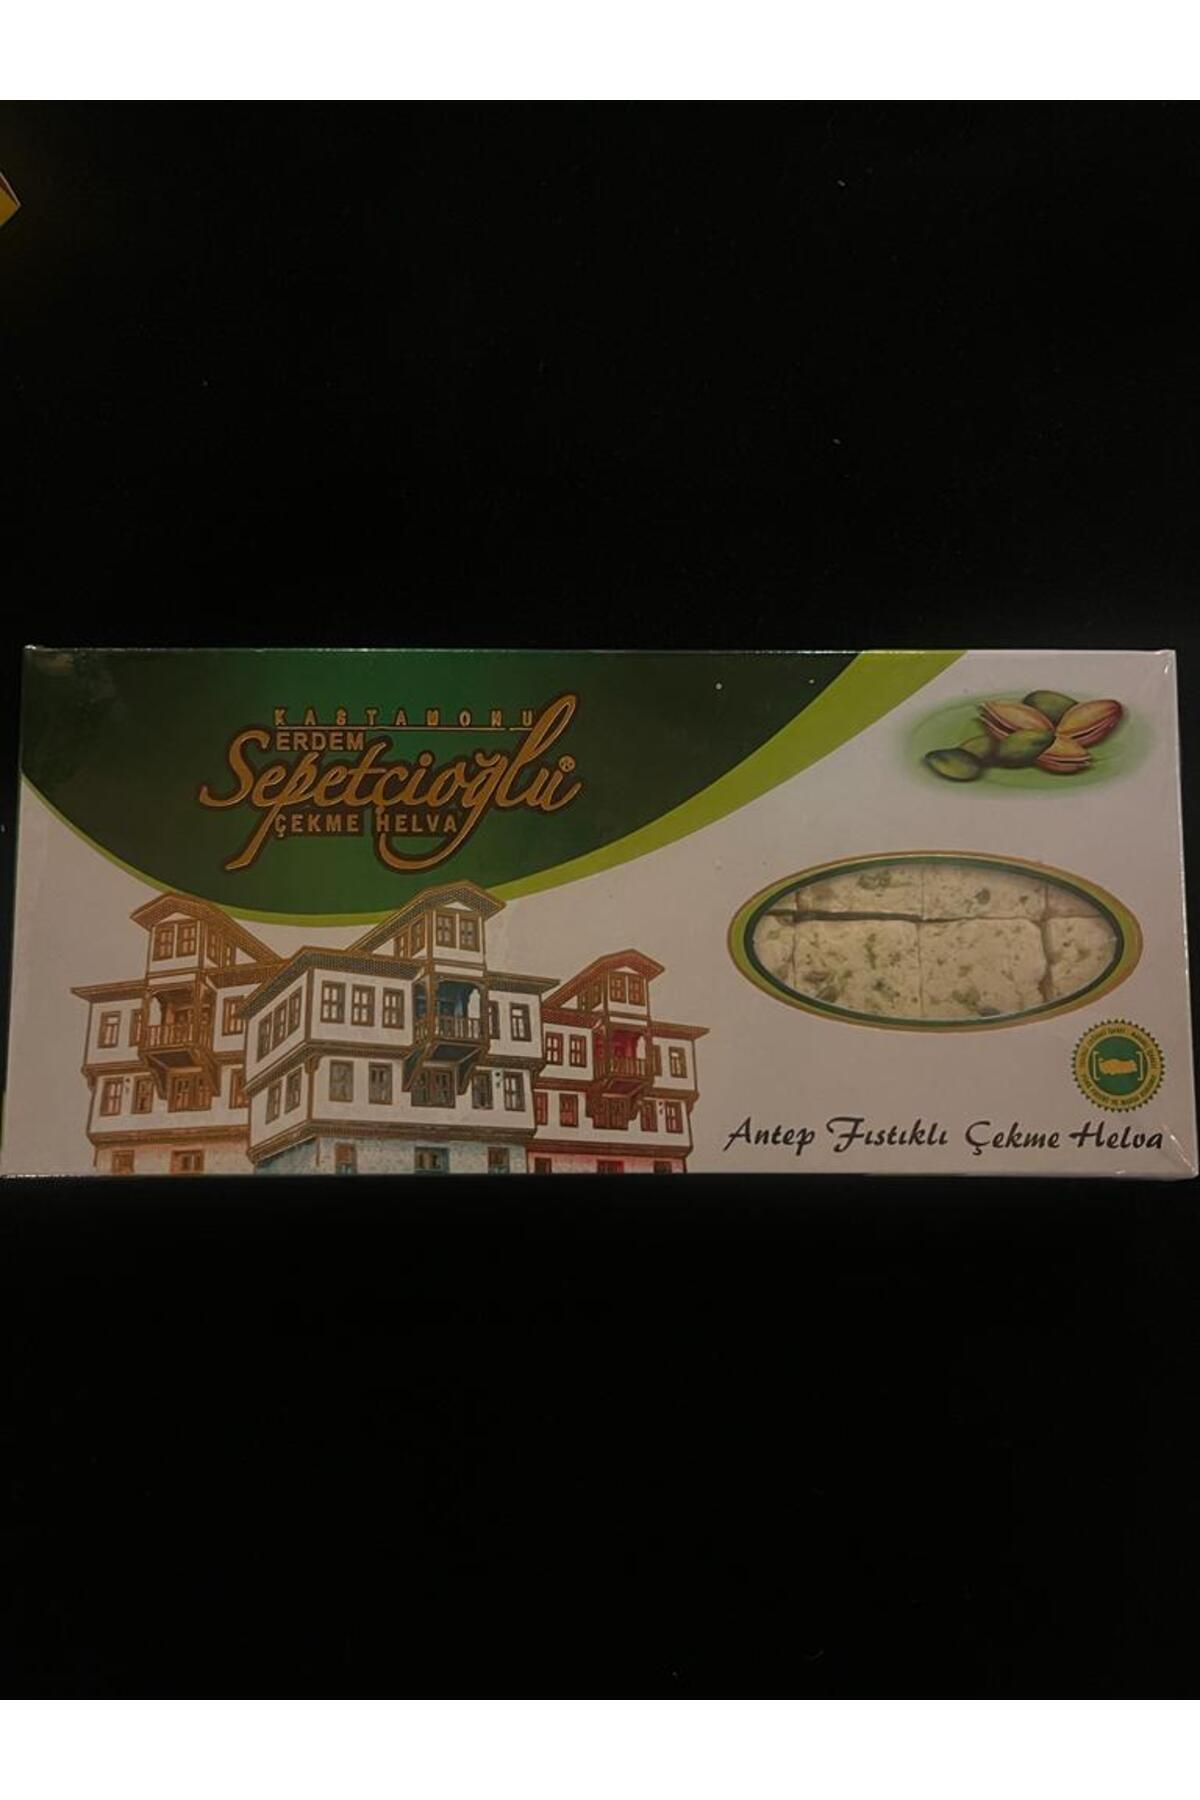 KASTAMONU
ERDEM
Sepetçioğlu®
ÇEKME HELVA
Antep Fıstıklı Çekme Helva